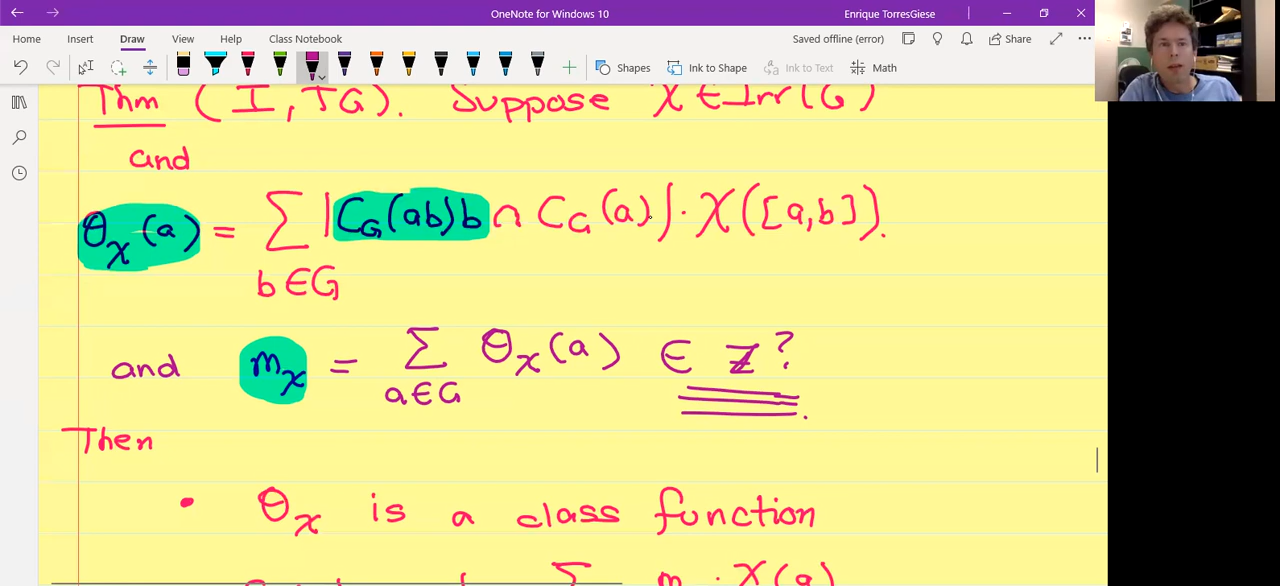 OneNote for Windows 10
Enrique TorresGiese
Home Insert Draw View Help Class Notebook
Saved offline (error) Share
Shapes Ink to Shape Ink to Text Math
Thm (I, TG). Suppose χ ∈ Irr(G)
and
θχ(a) = ∑ |C_G(ab)b ∩ C_G(a)| · χ([a,b]).
b ∈ G
and mχ = ∑ θχ(a) ∈ ℤ?
a ∈ G
Then
• θχ is a class function